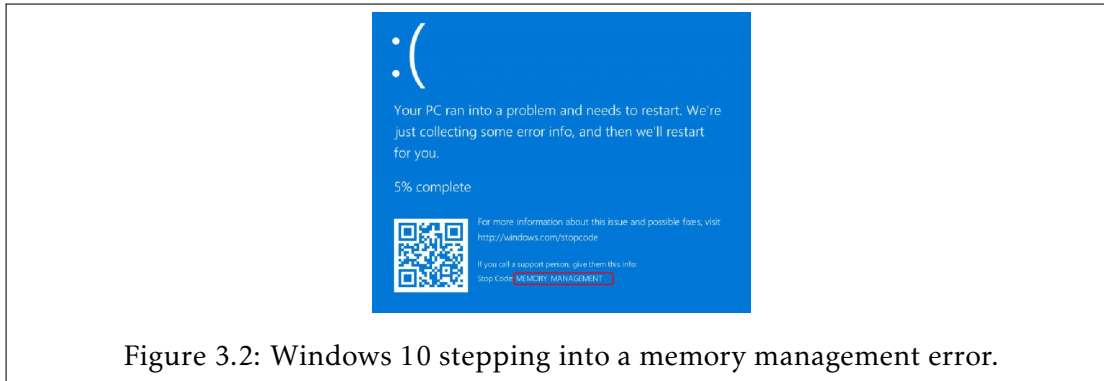 :(
Your PC ran into a problem and needs to restart. We're
just collecting some error info, and then we'll restart
for you.
5% complete
For more information about this issue and possible fixes, visit
http://windows.com/stopcode
If you call a support person, give them this info:
Stop Code: MEMORY MANAGEMENT
Figure 3.2: Windows 10 stepping into a memory management error.